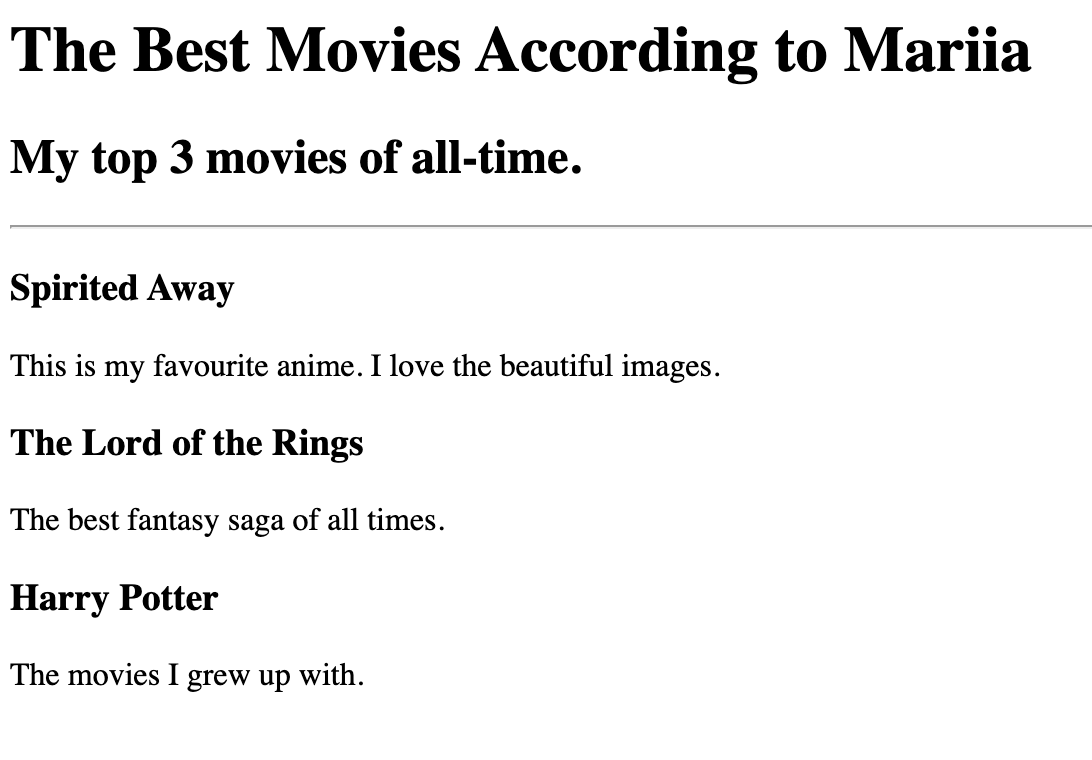 The Best Movies According to Mariia
My top 3 movies of all-time.
Spirited Away
This is my favourite anime. I love the beautiful images.
The Lord of the Rings
The best fantasy saga of all times.
Harry Potter
The movies I grew up with.